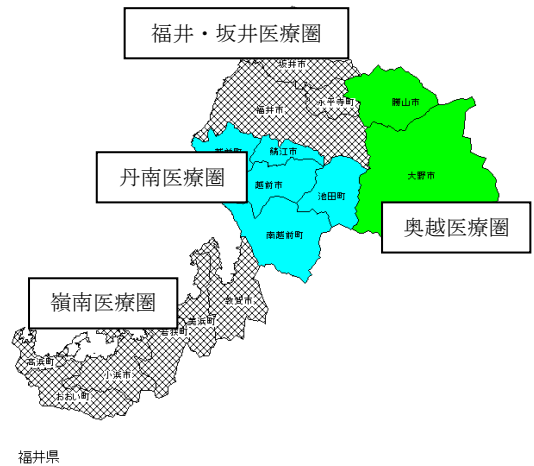 福井・坂井医療圏
坂井市
永平寺町
勝山市
福井市
鯖江市
大野市
丹南医療圏
越前市
池田町
奥越医療圏
南越前町
嶺南医療圏
敦賀市
美浜町
若狭町
高浜町
小浜市
おおい町
福井県